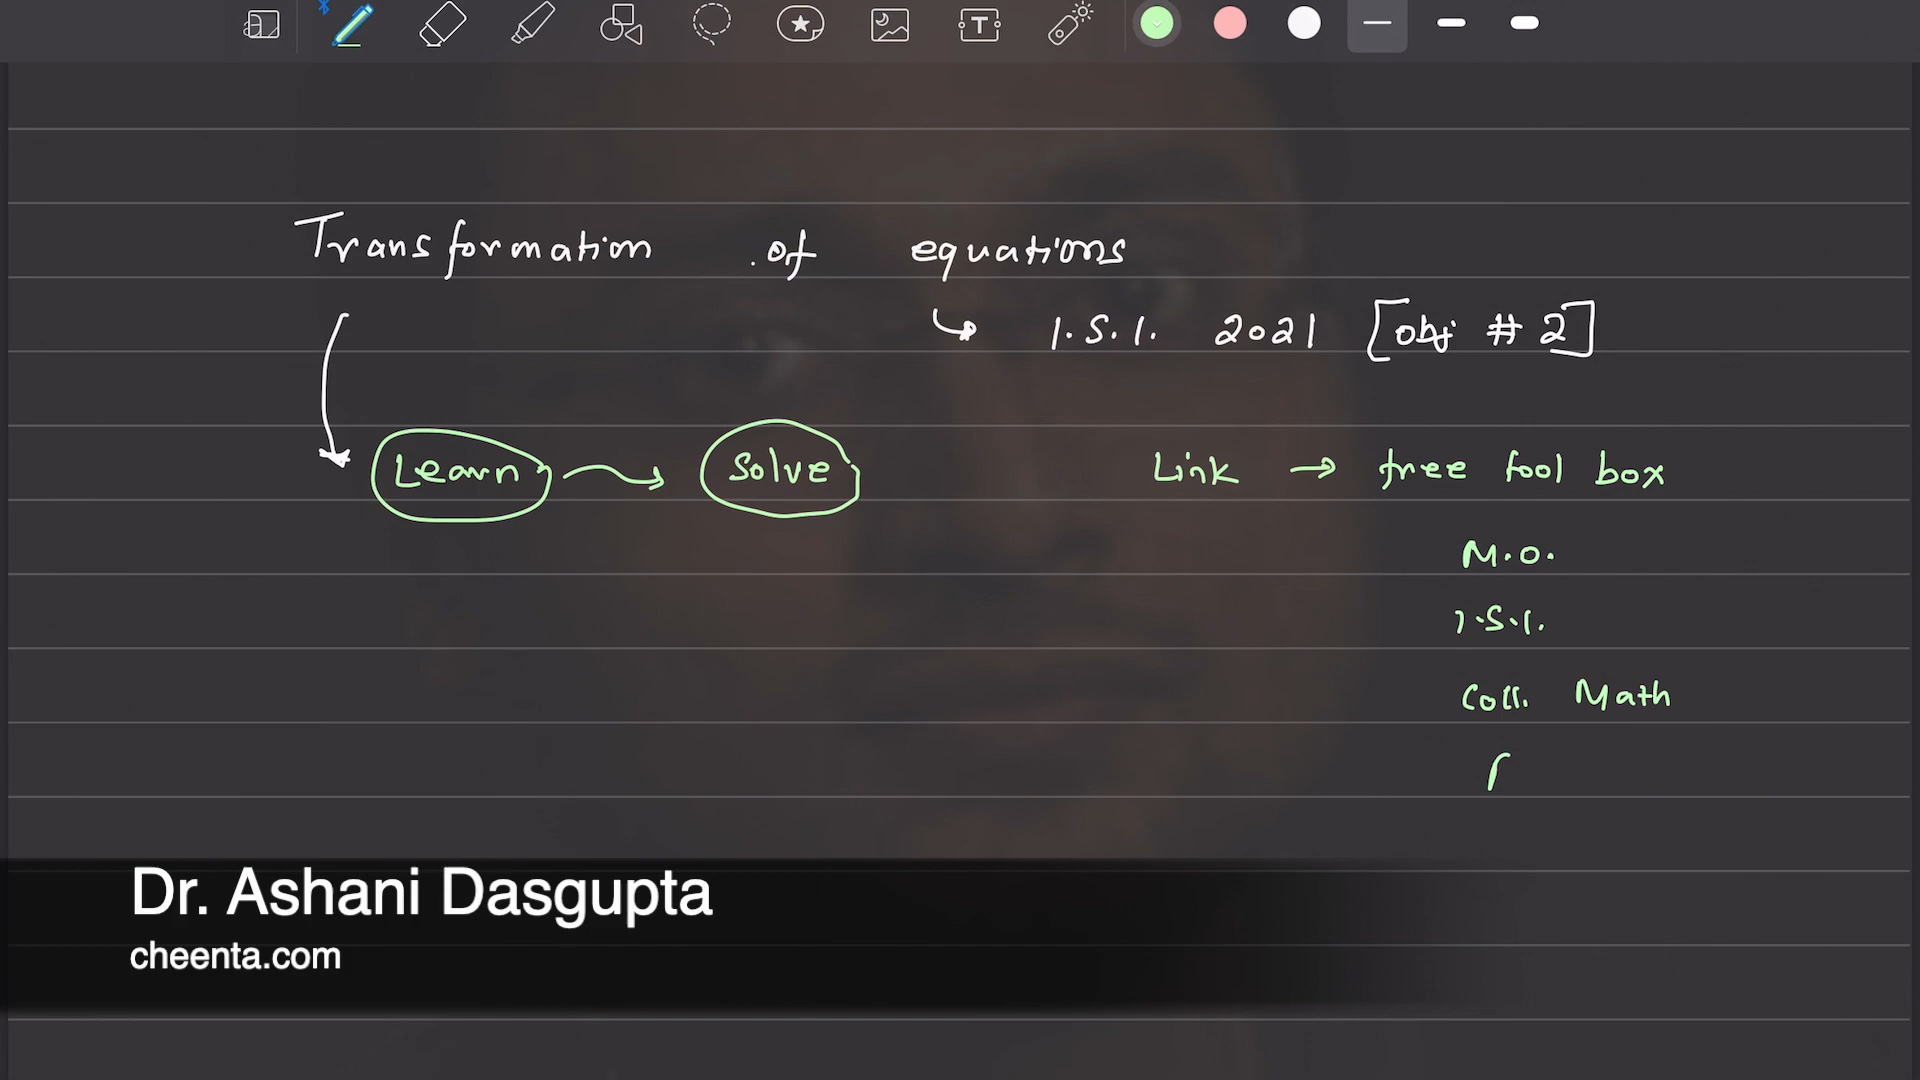 Transformation of equations
I.S.I. 2021 [obj # 2]
Learn Solve Link → free tool box
M.O.
I.S.I.
Coll. Math
Dr. Ashani Dasgupta
cheenta.com